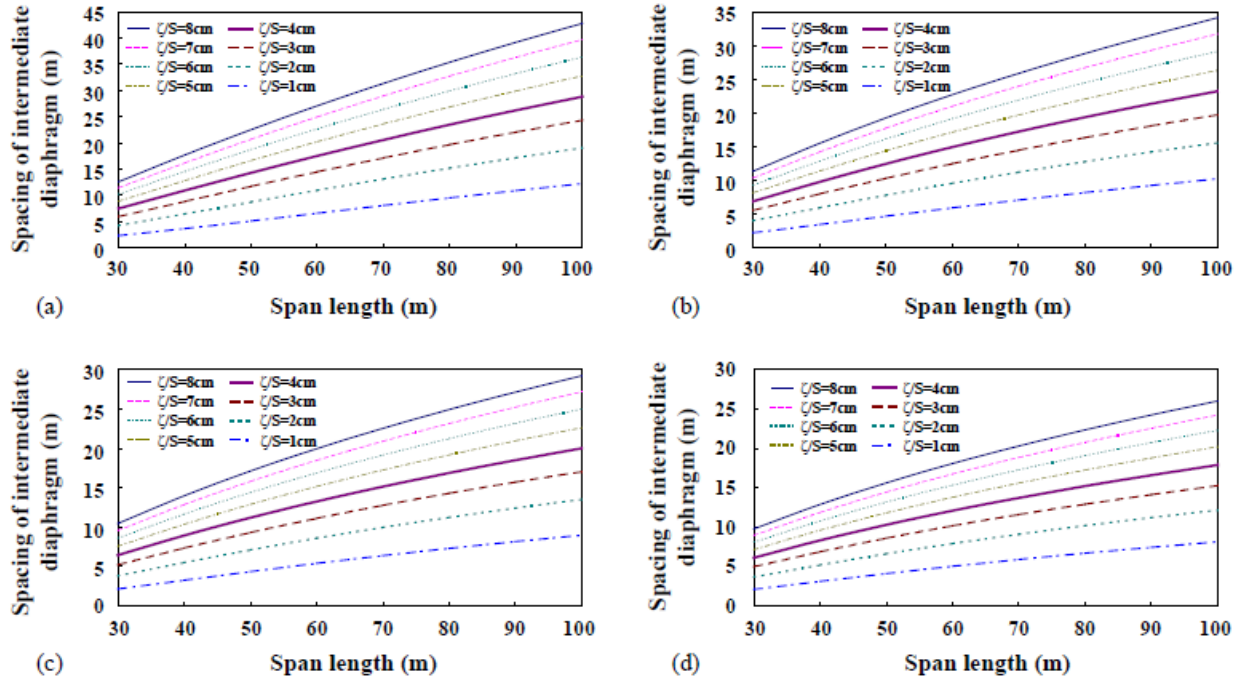 Spacing of intermediate
diaphragm (m)
45
40
35
30
25
20
15
10
5
0
ζ/S=8cm ζ/S=4cm
ζ/S=7cm ζ/S=3cm
ζ/S=6cm ζ/S=2cm
ζ/S=5cm ζ/S=1cm
30 40 50 60 70 80 90 100
(a) Span length (m)
Spacing of intermediate
diaphragm (m)
35
30
25
20
15
10
5
0
ζ/S=8cm ζ/S=4cm
ζ/S=7cm ζ/S=3cm
ζ/S=6cm ζ/S=2cm
ζ/S=5cm ζ/S=1cm
30 40 50 60 70 80 90 100
(b) Span length (m)
Spacing of intermediate
diaphragm (m)
30
25
20
15
10
5
0
ζ/S=8cm ζ/S=4cm
ζ/S=7cm ζ/S=3cm
ζ/S=6cm ζ/S=2cm
ζ/S=5cm ζ/S=1cm
30 40 50 60 70 80 90 100
(c) Span length (m)
Spacing of intermediate
diaphragm (m)
30
25
20
15
10
5
0
ζ/S=8cm ζ/S=4cm
ζ/S=7cm ζ/S=3cm
ζ/S=6cm ζ/S=2cm
ζ/S=5cm ζ/S=1cm
30 40 50 60 70 80 90 100
(d) Span length (m)